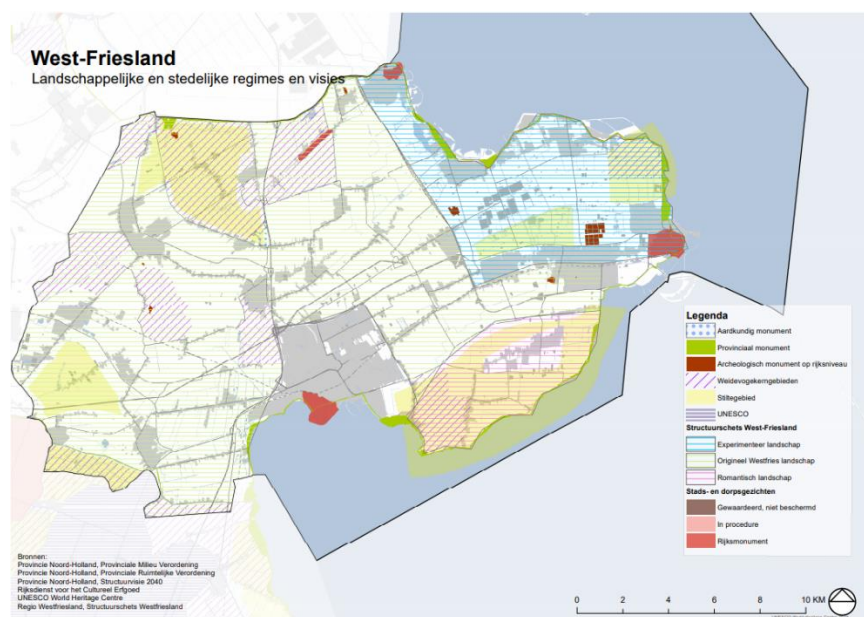 West-Friesland
Landschappelijke en stedelijke regimes en visies
Legenda
Aardkundig monument
Provinciaal monument
Archeologisch monument op rijksniveau
Weidevogelkerngebieden
Stiltegebied
UNESCO
Structuurschets West-Friesland
Experimenteer landschap
Origineel Westfries landschap
Romantisch landschap
Stads- en dorpsgezichten
Gewaardeerd, niet beschermd
In procedure
Rijksmonument
Bronnen:
Provincie Noord-Holland, Provinciale Milieu Verordening
Provincie Noord-Holland, Provinciale Ruimtelijke Verordening
Provincie Noord-Holland, Structuurvisie 2040
Rijksdienst voor het Cultureel Erfgoed
UNESCO World Heritage Centre
Regio Westfriesland, Structuurschets Westfriesland
0 2 4 6 8 10 KM